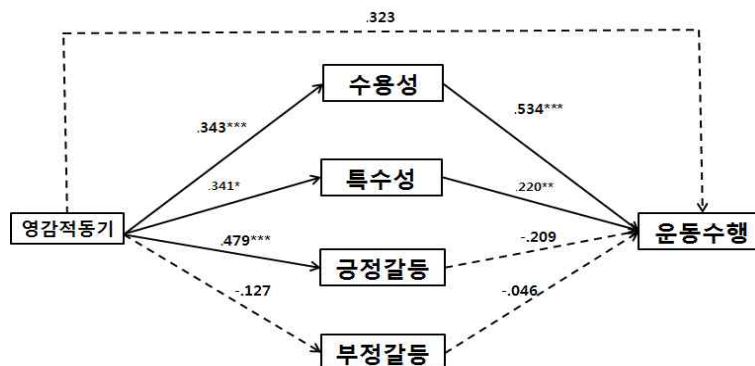 .323
수용성
.343***
.534***
특수성
.341*
.220**
영감적동기
운동수행
.479***
-.209
긍정갈등
-.127
-.046
부정갈등